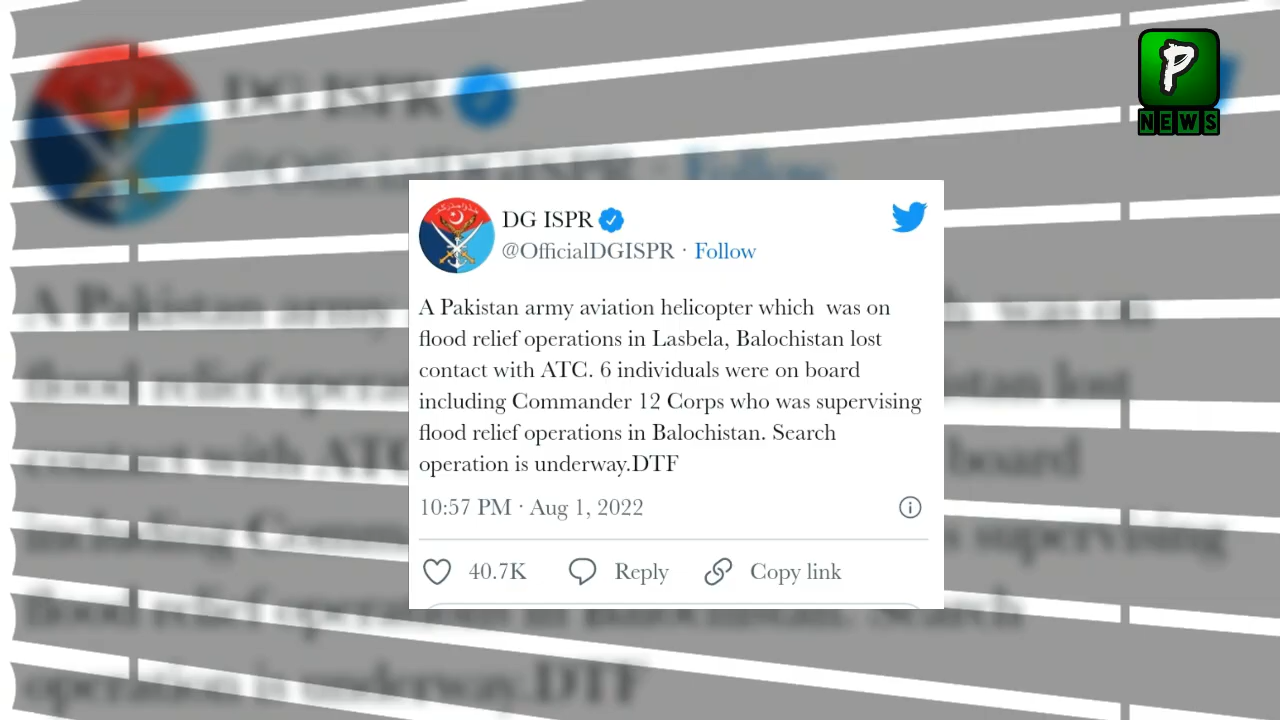 P
NEWS
DG ISPR
@OfficialDGISPR · Follow
A Pakistan army aviation helicopter which  was on
flood relief operations in Lasbela, Balochistan lost
contact with ATC. 6 individuals were on board
including Commander 12 Corps who was supervising
flood relief operations in Balochistan. Search
operation is underway.DTF
10:57 PM · Aug 1, 2022
40.7K Reply Copy link